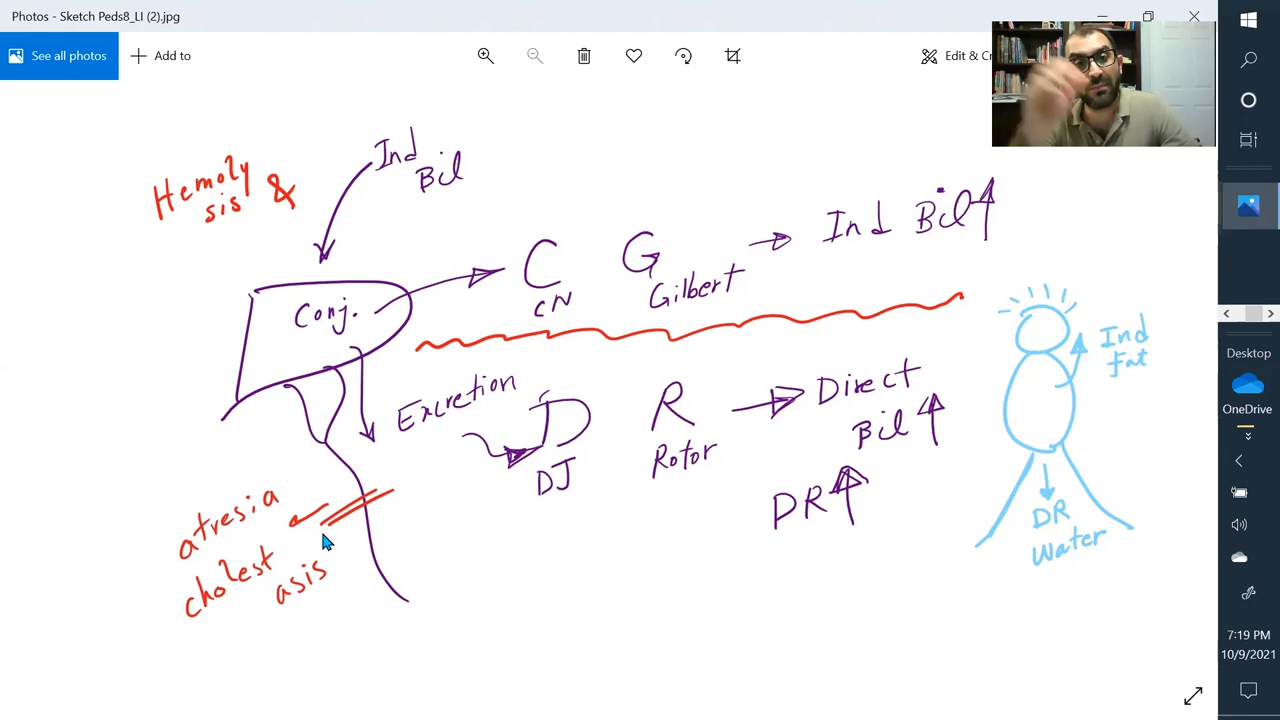 Photos - Sketch Peds8_LI (2).jpg
See all photos
Add to
Edit & Cr
Hemoly
sis &
Ind
Bil
Conj.
C
CN
G
Gilbert
Ind Bil
Excretion
D
DJ
R
Rotor
Direct
Bil
DR
atresia
cholest
asis
Ind
fat
DR
Water
Desktop
OneDrive
7:19 PM
10/9/2021